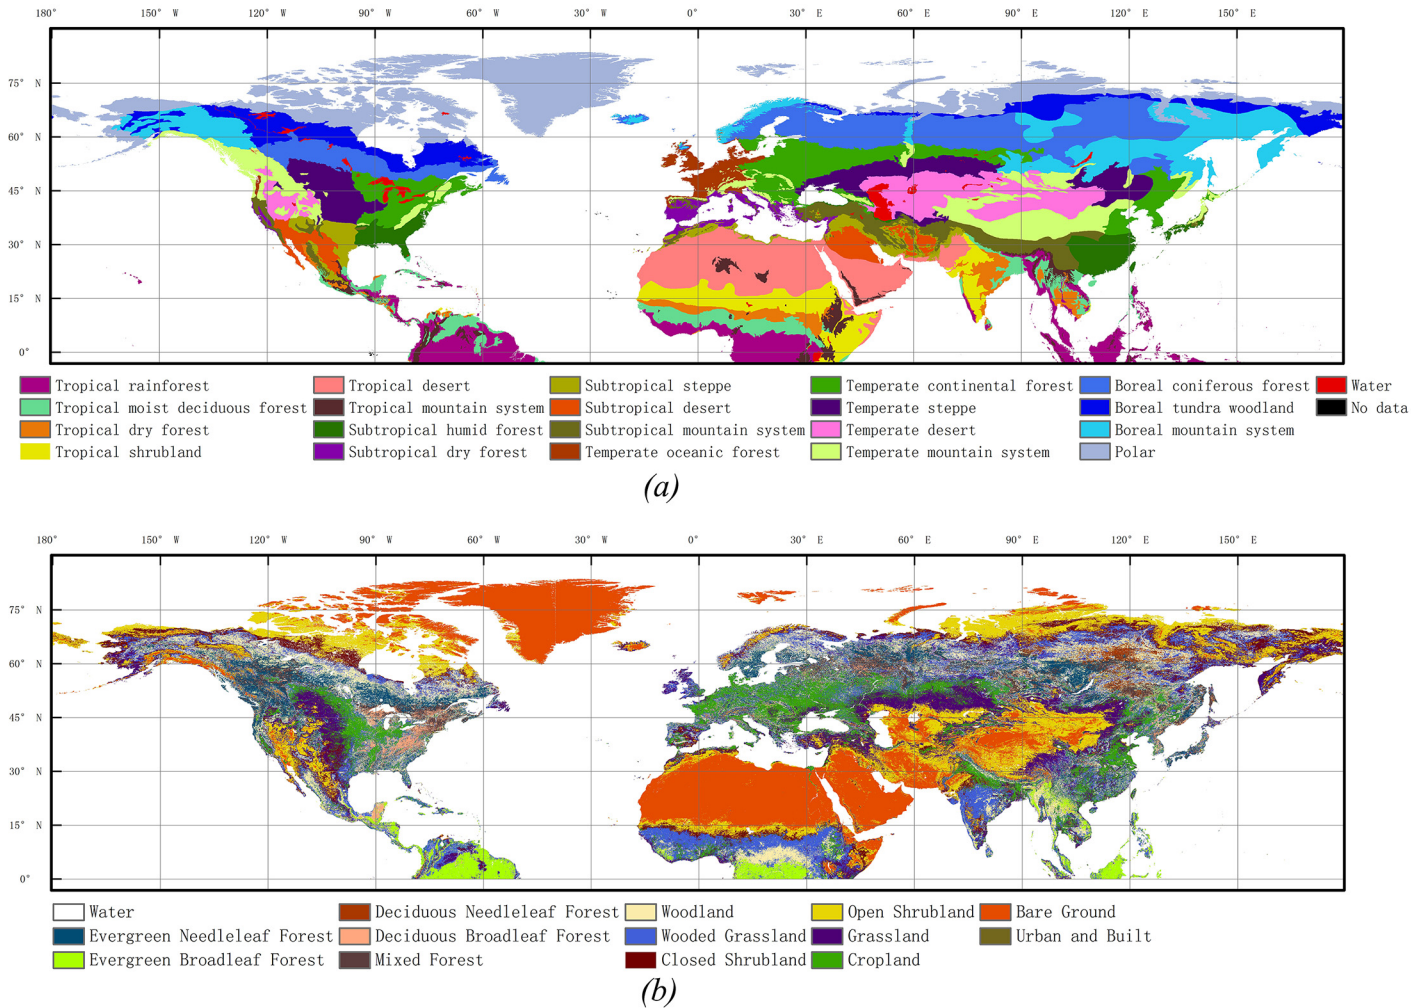 180° 150° W 120° W 90° W 60° W 30° W 0° 30° E 60° E 90° E 120° E 150° E
75° N
60° N
45° N
30° N
15° N
0°
Tropical rainforest Tropical desert Subtropical steppe Temperate continental forest Boreal coniferous forest Water
Tropical moist deciduous forest Tropical mountain system Subtropical desert Temperate steppe Boreal tundra woodland No data
Tropical dry forest Subtropical humid forest Subtropical mountain system Temperate desert Boreal mountain system
Tropical shrubland Subtropical dry forest Temperate oceanic forest Temperate mountain system Polar
(a)
180° 150° W 120° W 90° W 60° W 30° W 0° 30° E 60° E 90° E 120° E 150° E
75° N
60° N
45° N
30° N
15° N
0°
Water Deciduous Needleleaf Forest Woodland Open Shrubland Bare Ground
Evergreen Needleleaf Forest Deciduous Broadleaf Forest Wooded Grassland Grassland Urban and Built
Evergreen Broadleaf Forest Mixed Forest Closed Shrubland Cropland
(b)